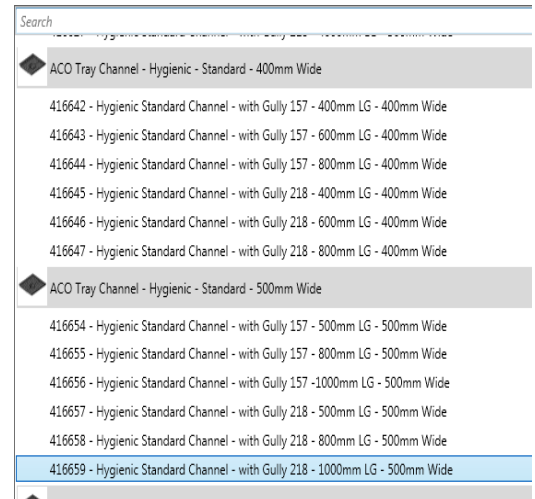 Search
ACO Tray Channel - Hygienic - Standard - 400mm Wide
416642 - Hygienic Standard Channel - with Gully 157 - 400mm LG - 400mm Wide
416643 - Hygienic Standard Channel - with Gully 157 - 600mm LG - 400mm Wide
416644 - Hygienic Standard Channel - with Gully 157 - 800mm LG - 400mm Wide
416645 - Hygienic Standard Channel - with Gully 218 - 400mm LG - 400mm Wide
416646 - Hygienic Standard Channel - with Gully 218 - 600mm LG - 400mm Wide
416647 - Hygienic Standard Channel - with Gully 218 - 800mm LG - 400mm Wide
ACO Tray Channel - Hygienic - Standard - 500mm Wide
416654 - Hygienic Standard Channel - with Gully 157 - 500mm LG - 500mm Wide
416655 - Hygienic Standard Channel - with Gully 157 - 800mm LG - 500mm Wide
416656 - Hygienic Standard Channel - with Gully 157 -1000mm LG - 500mm Wide
416657 - Hygienic Standard Channel - with Gully 218 - 500mm LG - 500mm Wide
416658 - Hygienic Standard Channel - with Gully 218 - 800mm LG - 500mm Wide
416659 - Hygienic Standard Channel - with Gully 218 - 1000mm LG - 500mm Wide